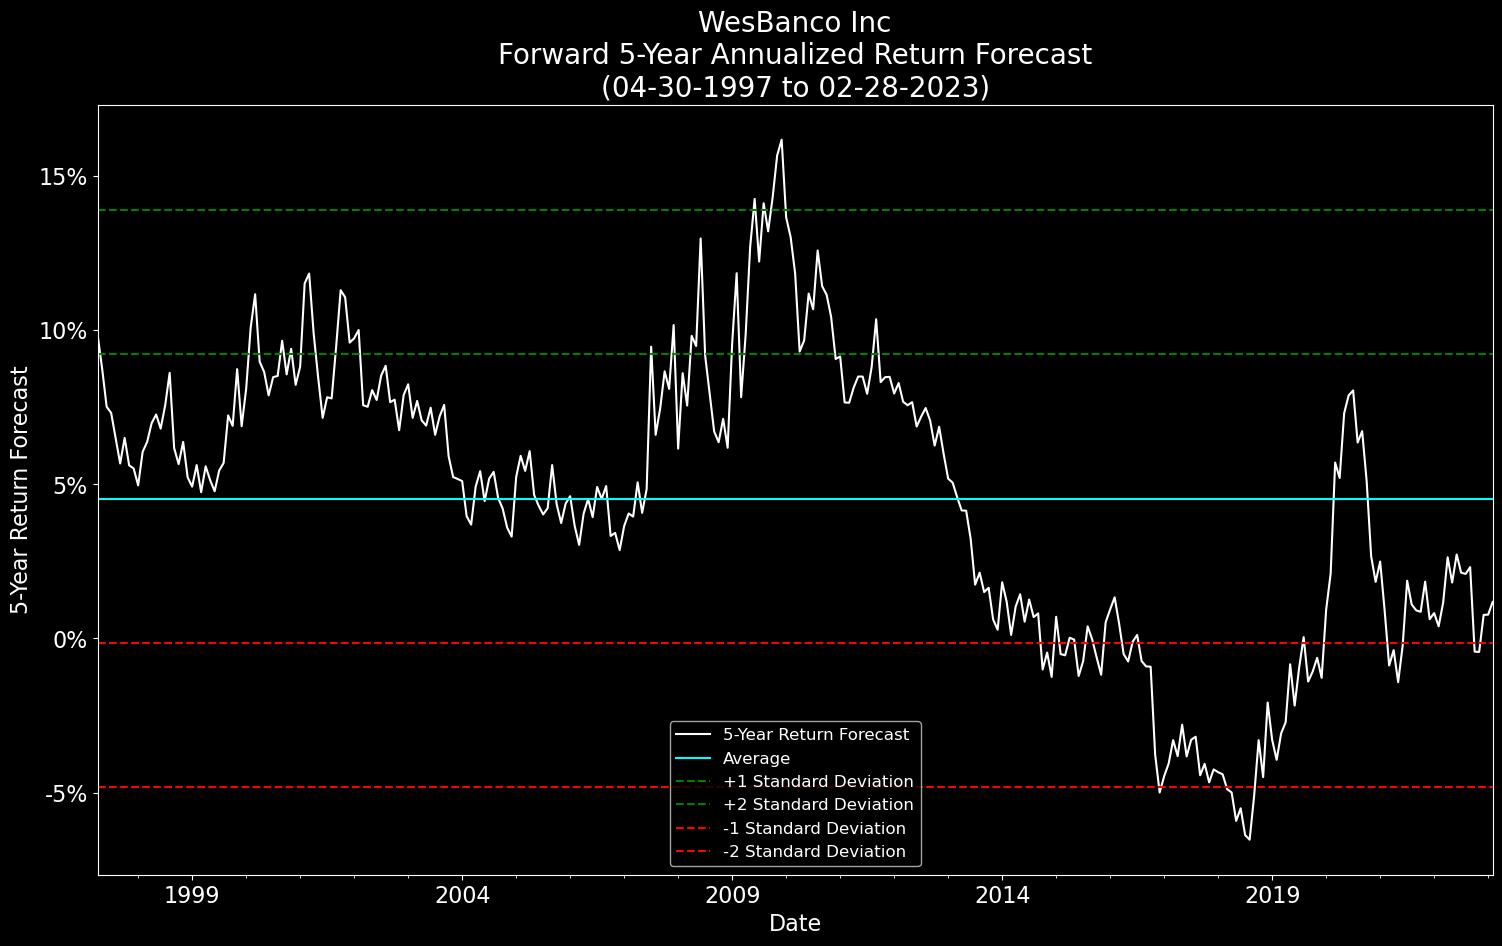 WesBanco Inc
Forward 5-Year Annualized Return Forecast
(04-30-1997 to 02-28-2023)
5-Year Return Forecast
15%
10%
5%
0%
-5%
5-Year Return Forecast
Average
+1 Standard Deviation
+2 Standard Deviation
-1 Standard Deviation
-2 Standard Deviation
1999
2004
2009
2014
2019
Date